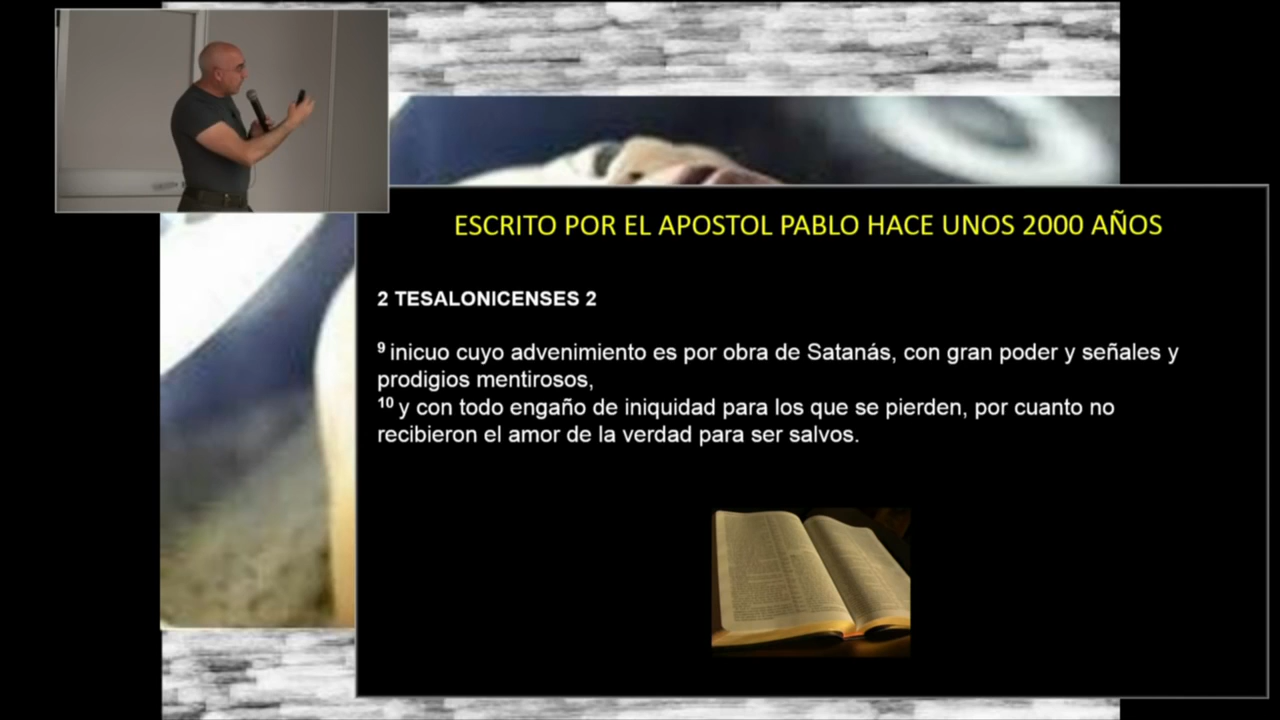 ESCRITO POR EL APOSTOL PABLO HACE UNOS 2000 AÑOS
2 TESALONICENSES 2
9 inicuo cuyo advenimiento es por obra de Satanás, con gran poder y señales y
prodigios mentirosos,
10 y con todo engaño de iniquidad para los que se pierden, por cuanto no
recibieron el amor de la verdad para ser salvos.